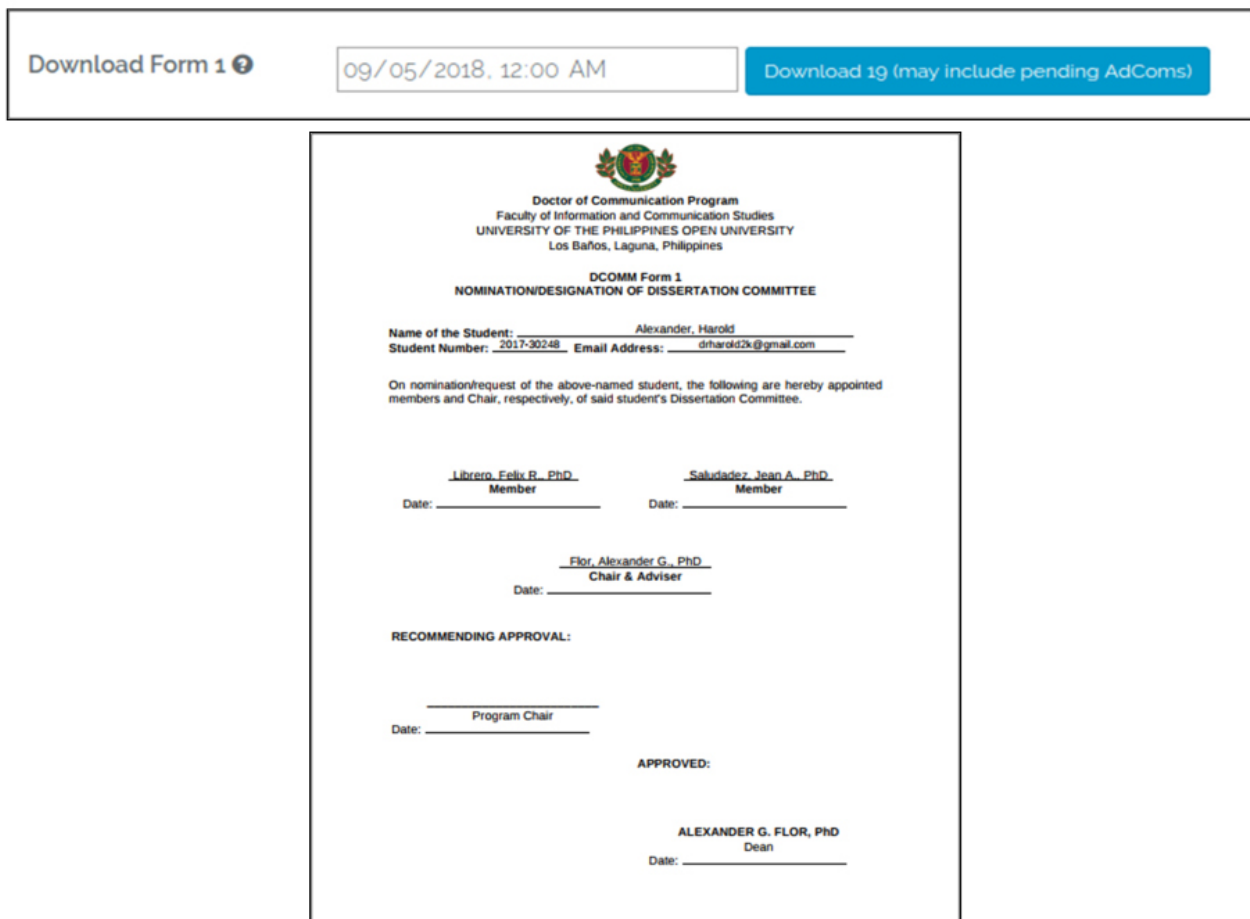 Download Form 1 ?
09/05/2018, 12:00 AM
Download 19 (may include pending AdComs)
Doctor of Communication Program
Faculty of Information and Communication Studies
UNIVERSITY OF THE PHILIPPINES OPEN UNIVERSITY
Los Baños, Laguna, Philippines
DCOMM Form 1
NOMINATION/DESIGNATION OF DISSERTATION COMMITTEE
Name of the Student: Alexander, Harold
Student Number: 2017-30248 Email Address: drharold2k@gmail.com
On nomination/request of the above-named student, the following are hereby appointed
members and Chair, respectively, of said student's Dissertation Committee.
Librero, Felix R., PhD Saludadez, Jean A., PhD
Member Member
Date: Date:
Flor, Alexander G., PhD
Chair & Adviser
Date:
RECOMMENDING APPROVAL:
Program Chair
Date:
APPROVED:
ALEXANDER G. FLOR, PhD
Dean
Date: